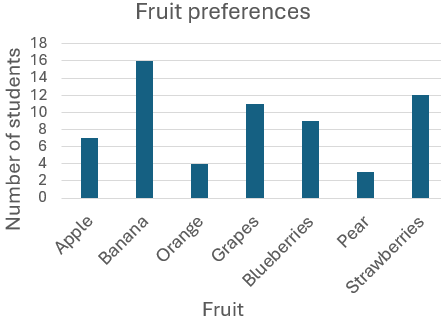 Fruit preferences
Number of students
18
16
14
12
10
8
6
4
2
0
Apple
Banana
Orange
Grapes
Blueberries
Pear
Strawberries
Fruit